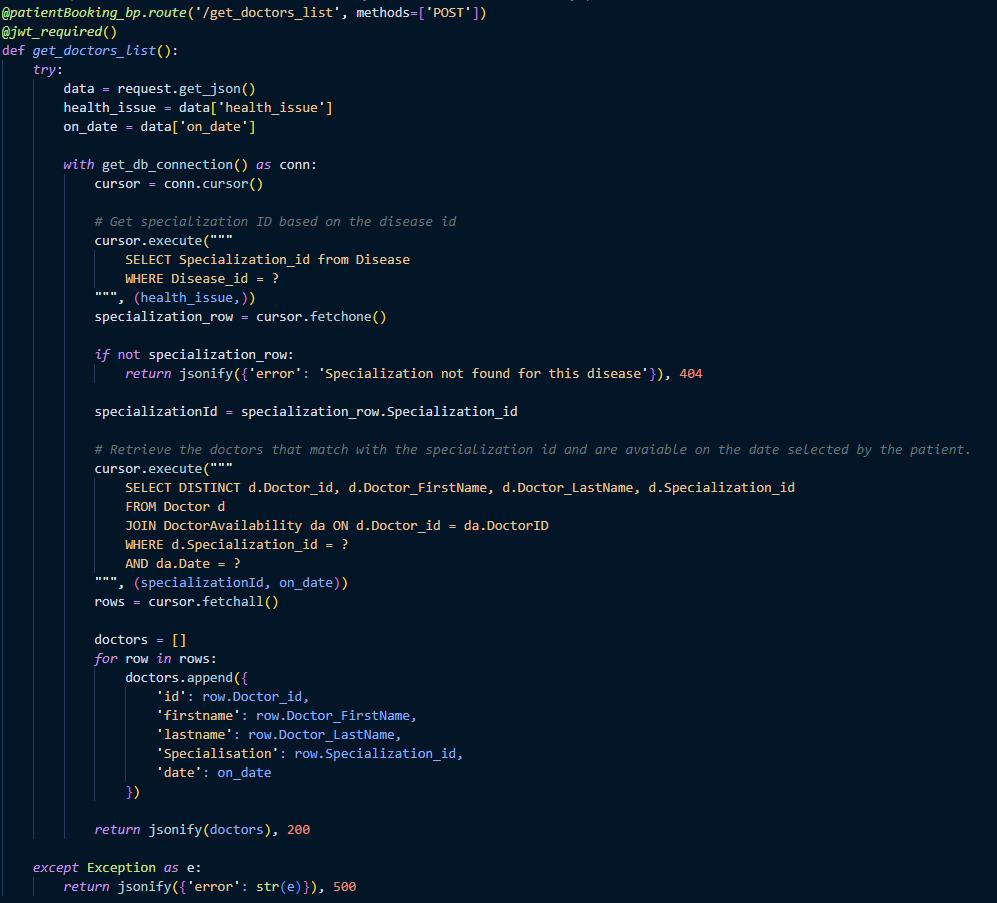 @patientBooking_bp.route('/get_doctors_list', methods=['POST'])
@jwt_required()
def get_doctors_list():
    try:
        data = request.get_json()
        health_issue = data['health_issue']
        on_date = data['on_date']

        with get_db_connection() as conn:
            cursor = conn.cursor()

            # Get specialization ID based on the disease id
            cursor.execute("""
                SELECT Specialization_id from Disease
                WHERE Disease_id = ?
            """, (health_issue,))
            specialization_row = cursor.fetchone()

            if not specialization_row:
                return jsonify({'error': 'Specialization not found for this disease'}), 404

            specializationId = specialization_row.Specialization_id

            # Retrieve the doctors that match with the specialization id and are avaiable on the date selected by the patient.
            cursor.execute("""
                SELECT DISTINCT d.Doctor_id, d.Doctor_FirstName, d.Doctor_LastName, d.Specialization_id
                FROM Doctor d
                JOIN DoctorAvailability da ON d.Doctor_id = da.DoctorID
                WHERE d.Specialization_id = ?
                AND da.Date = ?
            """, (specializationId, on_date))
            rows = cursor.fetchall()

            doctors = []
            for row in rows:
                doctors.append({
                    'id': row.Doctor_id,
                    'firstname': row.Doctor_FirstName,
                    'lastname': row.Doctor_LastName,
                    'Specialisation': row.Specialization_id,
                    'date': on_date
                })

            return jsonify(doctors), 200

    except Exception as e:
        return jsonify({'error': str(e)}), 500